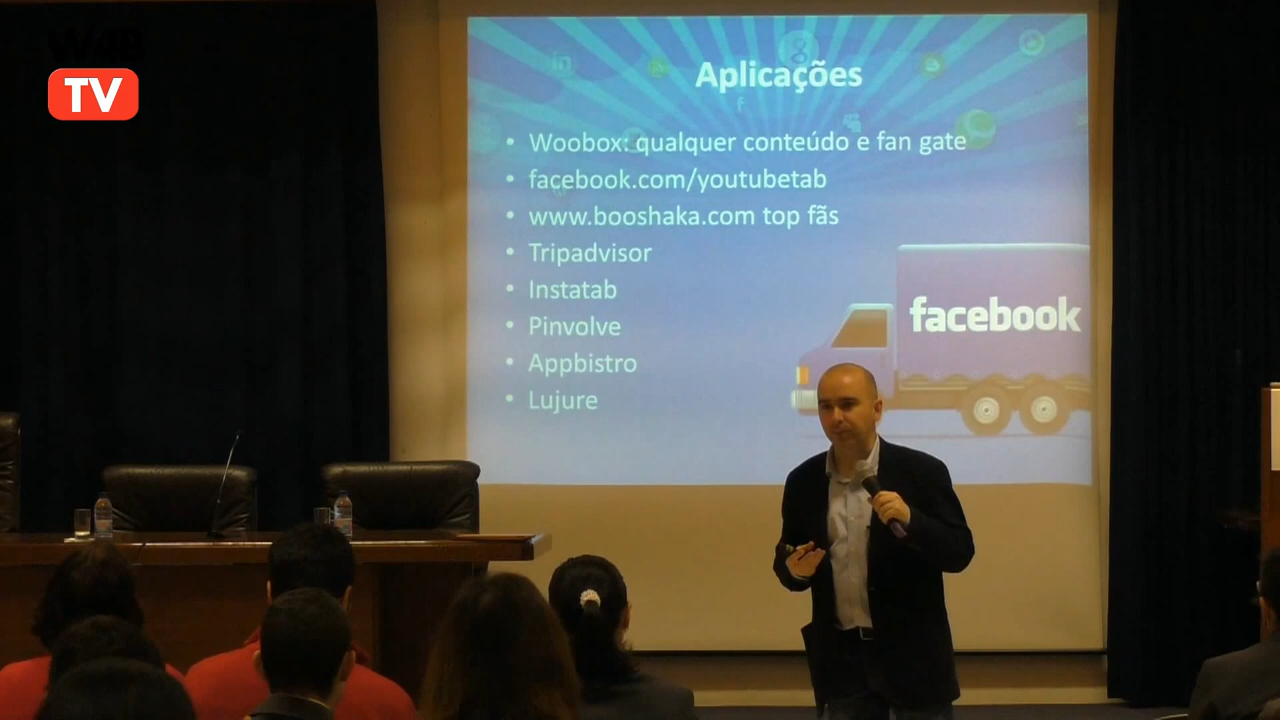 W4B
TV
Aplicações
• Woobox: qualquer conteúdo e fan gate
• facebook.com/youtubetab
• www.booshaka.com top fãs
• Tripadvisor
• Instatab
• Pinvolve
• Appbistro
• Lujure
facebook